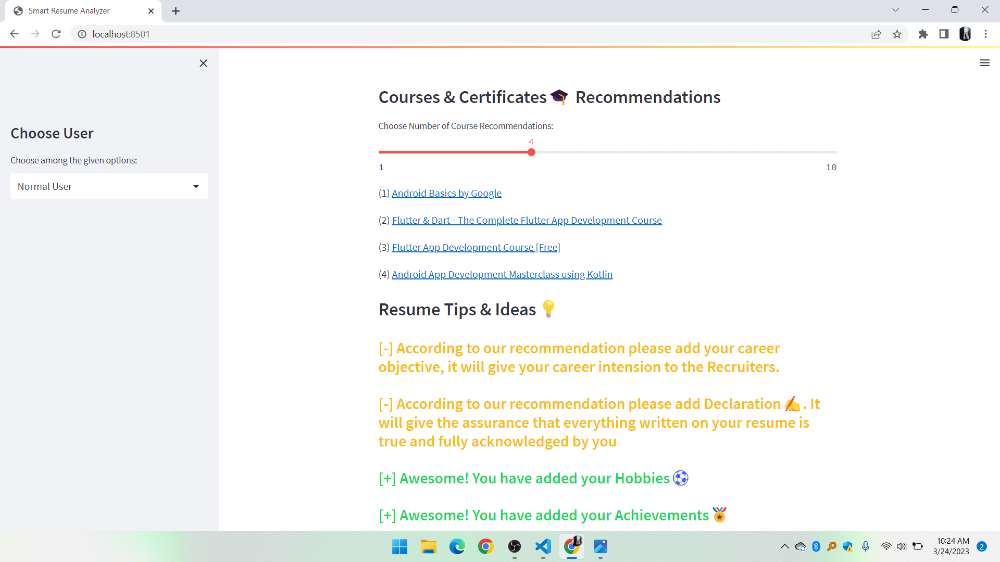 Smart Resume Analyzer
localhost:8501
Choose User
Choose among the given options:
Normal User
Courses & Certificates🎓 Recommendations
Choose Number of Course Recommendations:
4
1
10
(1) Android Basics by Google
(2) Flutter & Dart - The Complete Flutter App Development Course
(3) Flutter App Development Course [Free]
(4) Android App Development Masterclass using Kotlin
Resume Tips & Ideas 💡
[-] According to our recommendation please add your career
objective, it will give your career intension to the Recruiters.
[-] According to our recommendation please add Declaration ✍. It
will give the assurance that everything written on your resume is
true and fully acknowledged by you
[+] Awesome! You have added your Hobbies ⚽
[+] Awesome! You have added your Achievements 🏅
10:24 AM
3/24/2023
2